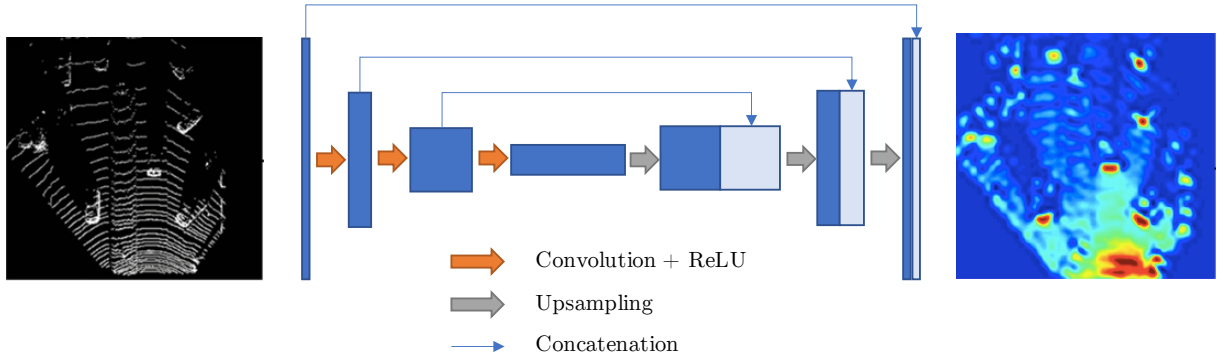 Convolution + ReLU
Upsampling
Concatenation